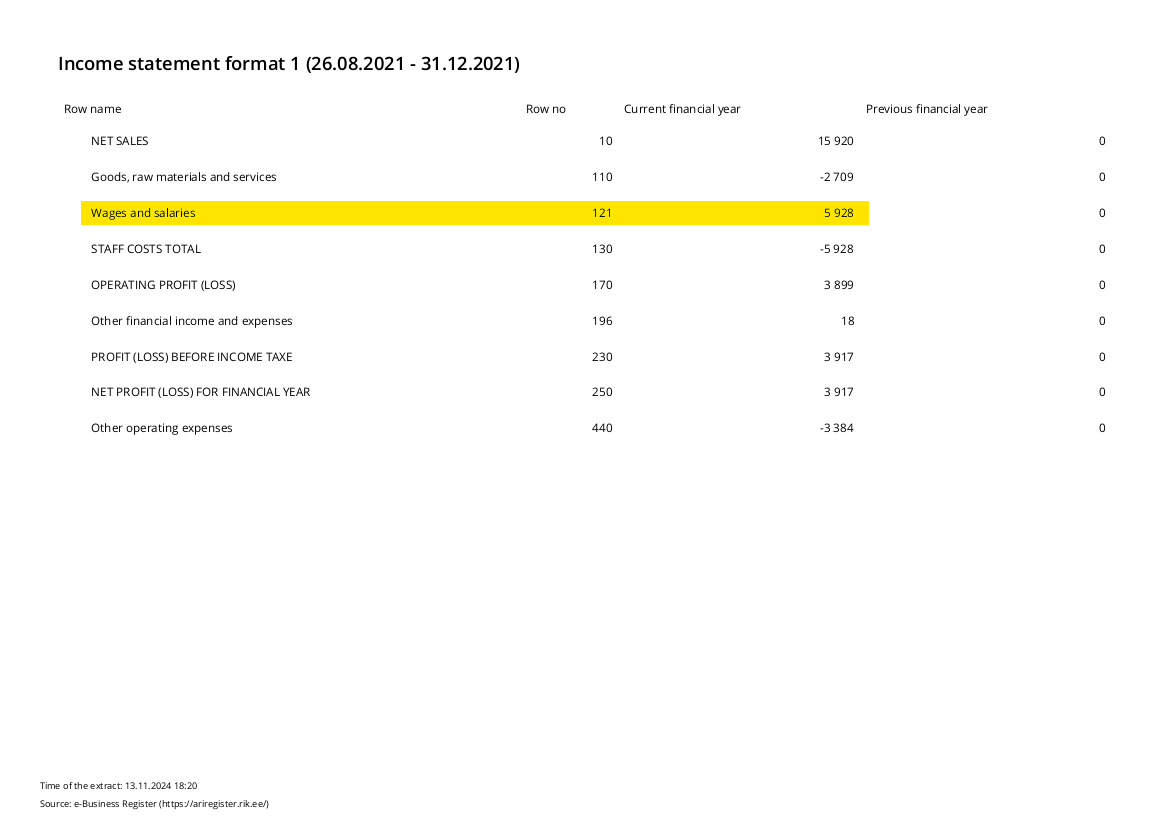 Income statement format 1 (26.08.2021 - 31.12.2021)
Row name Row no Current financial year Previous financial year
NET SALES 10 15 920 0
Goods, raw materials and services 110 -2 709 0
Wages and salaries 121 5 928 0
STAFF COSTS TOTAL 130 -5 928 0
OPERATING PROFIT (LOSS) 170 3 899 0
Other financial income and expenses 196 18 0
PROFIT (LOSS) BEFORE INCOME TAXE 230 3 917 0
NET PROFIT (LOSS) FOR FINANCIAL YEAR 250 3 917 0
Other operating expenses 440 -3 384 0
Time of the extract: 13.11.2024 18:20
Source: e-Business Register (https://ariregister.rik.ee/)